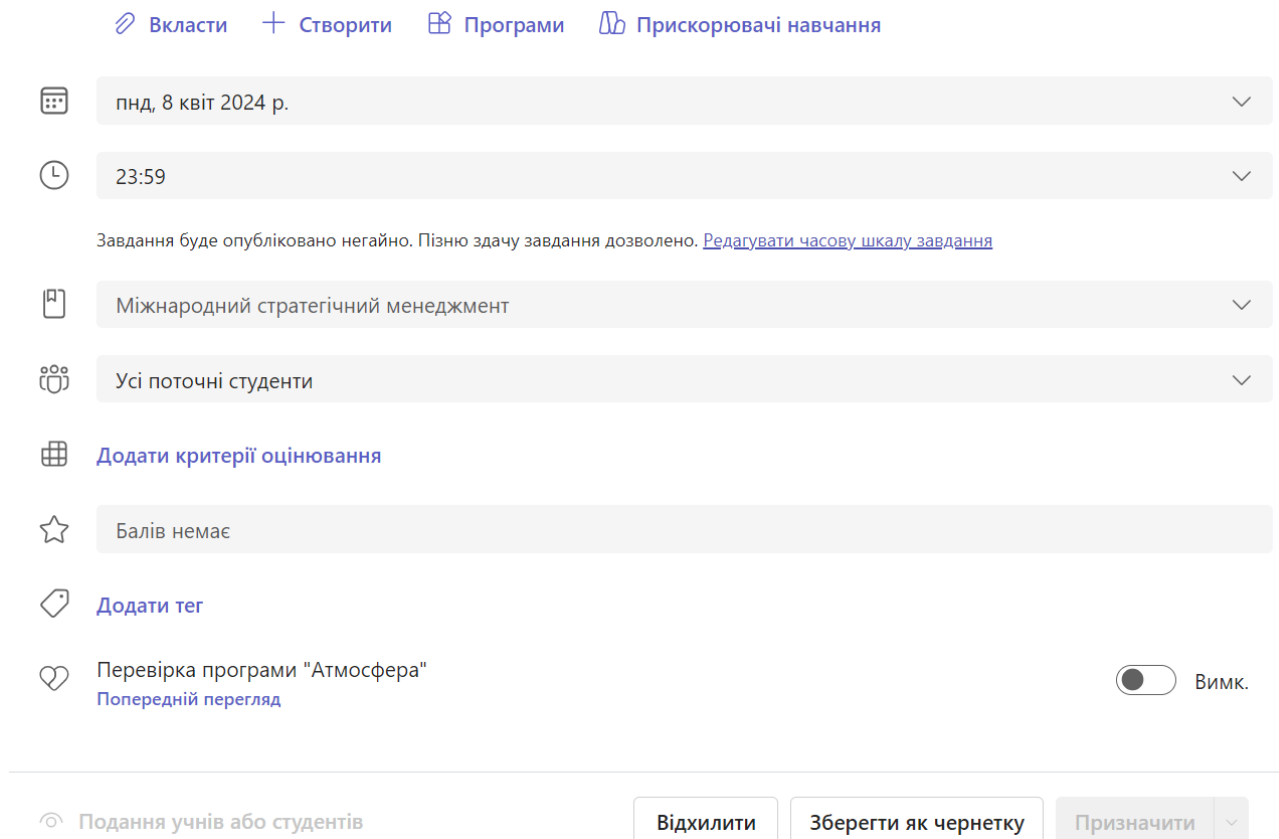 Вкласти Створити Програми Прискорювачі навчання
пнд, 8 квіт 2024 р.
23:59
Завдання буде опубліковано негайно. Пізню здачу завдання дозволено. Редагувати часову шкалу завдання
Міжнародний стратегічний менеджмент
Усі поточні студенти
Додати критерії оцінювання
Балів немає
Додати тег
Перевірка програми "Атмосфера"
Попередній перегляд
Вимк.
Подання учнів або студентів Відхилити Зберегти як чернетку Призначити